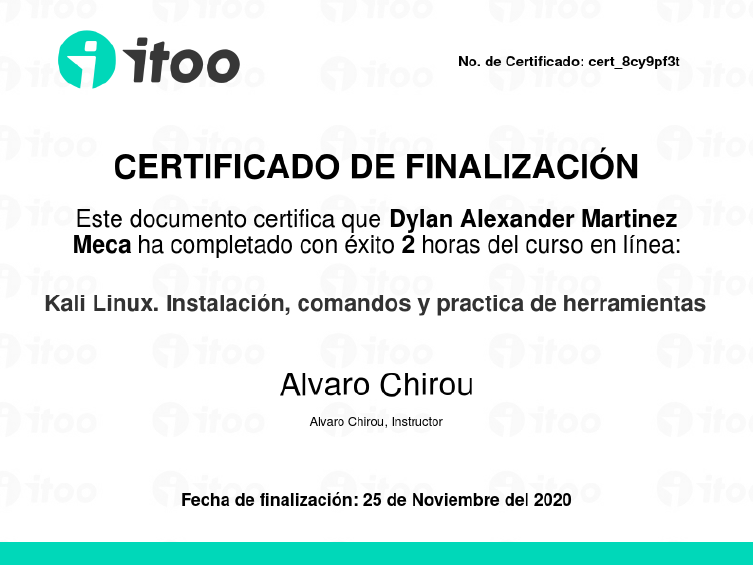 itoo
No. de Certificado: cert_8cy9pf3t
CERTIFICADO DE FINALIZACIÓN
Este documento certifica que Dylan Alexander Martinez
Meca ha completado con éxito 2 horas del curso en línea:
Kali Linux. Instalación, comandos y practica de herramientas
Alvaro Chirou
Alvaro Chirou, Instructor
Fecha de finalización: 25 de Noviembre del 2020